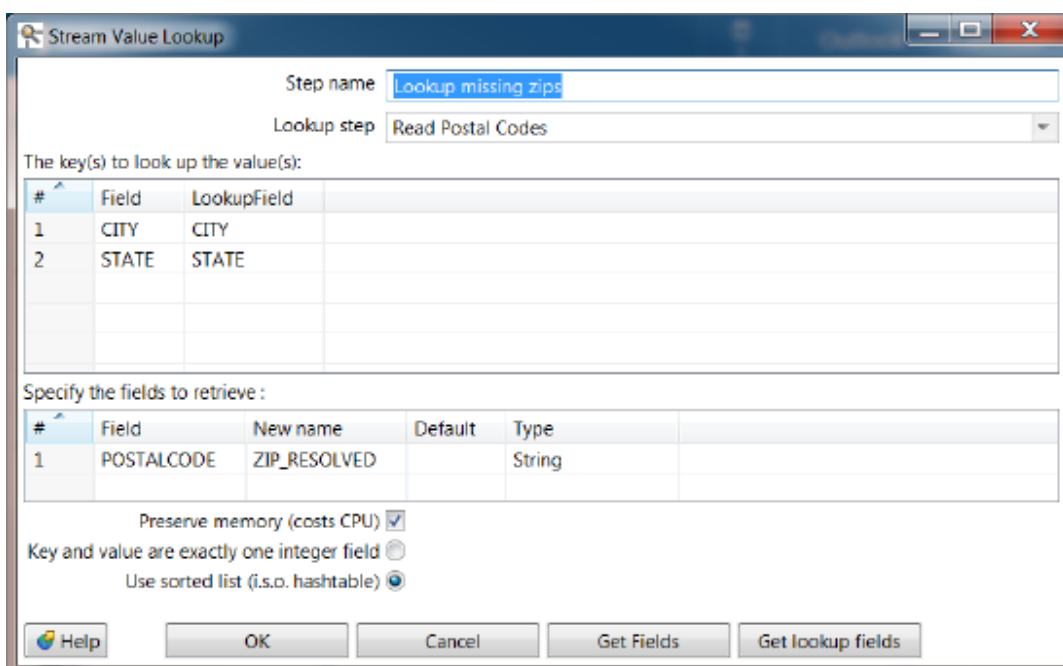 Stream Value Lookup
Step name Lookup missing zips
Lookup step Read Postal Codes
The key(s) to look up the value(s):
# Field LookupField
1 CITY CITY
2 STATE STATE
Specify the fields to retrieve :
# Field New name Default Type
1 POSTALCODE ZIP_RESOLVED String
Preserve memory (costs CPU)
Key and value are exactly one integer field
Use sorted list (i.s.o. hashtable)
Help OK Cancel Get Fields Get lookup fields